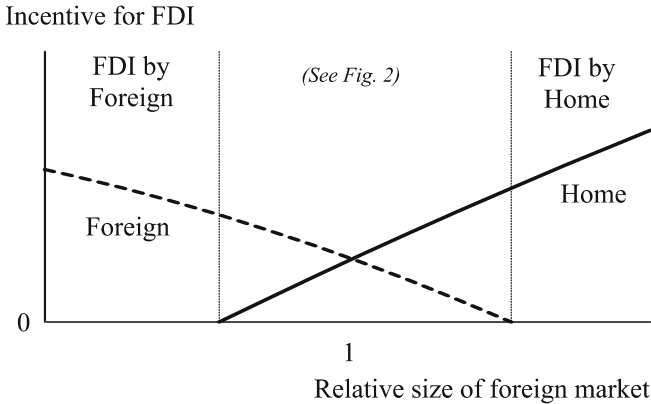 Incentive for FDI
FDI by
Foreign
(See Fig. 2)
FDI by
Home
Foreign
Home
0
1
Relative size of foreign market